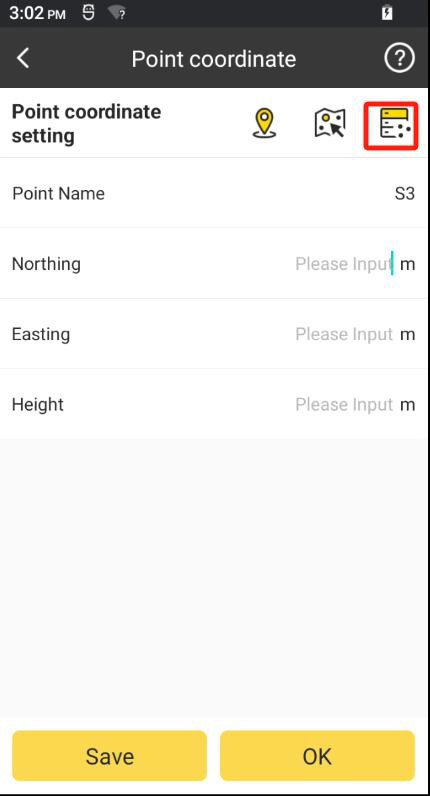 3:02 PM
Point coordinate
Point coordinate
setting
Point Name S3
Northing Please Input m
Easting Please Input m
Height Please Input m
Save OK